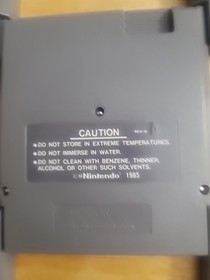 CAUTION
●DO NOT STORE IN EXTREME TEMPERATURES.
●DO NOT IMMERSE IN WATER.
●DO NOT CLEAN WITH BENZENE, THINNER,
ALCOHOL OR OTHER SUCH SOLVENTS.
Nintendo 1985